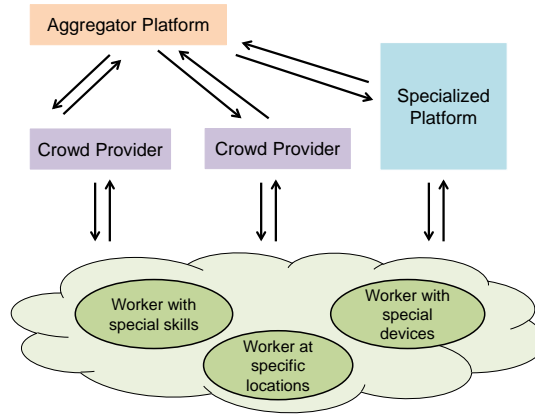 Aggregator Platform
Specialized
Platform
Crowd Provider
Crowd Provider
Worker with
special skills
Worker with
special
devices
Worker at
specific
locations